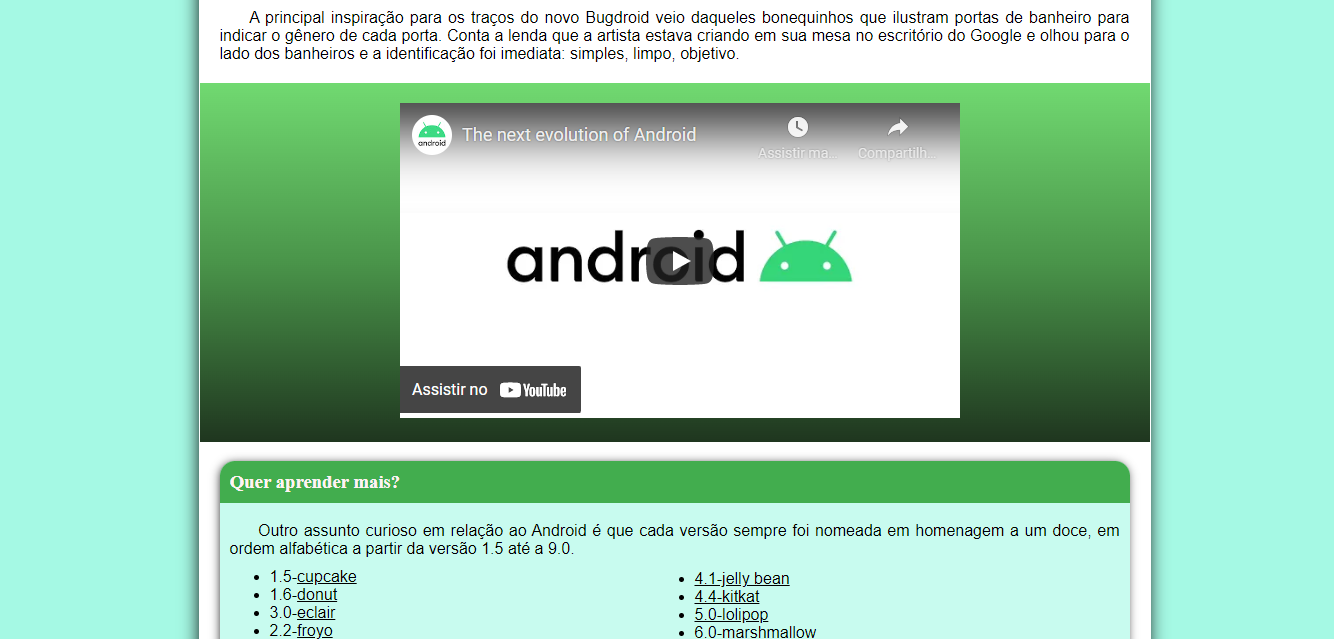 A principal inspiração para os traços do novo Bugdroid veio daqueles bonequinhos que ilustram portas de banheiro para
indicar o gênero de cada porta. Conta a lenda que a artista estava criando em sua mesa no escritório do Google e olhou para o
lado dos banheiros e a identificação foi imediata: simples, limpo, objetivo.
android
The next evolution of Android
Assistir ma...
Compartilh...
android
Assistir no YouTube
Quer aprender mais?
Outro assunto curioso em relação ao Android é que cada versão sempre foi nomeada em homenagem a um doce, em
ordem alfabética a partir da versão 1.5 até a 9.0.
• 1.5-cupcake
• 1.6-donut
• 3.0-eclair
• 2.2-froyo
• 4.1-jelly bean
• 4.4-kitkat
• 5.0-lolipop
• 6.0-marshmallow